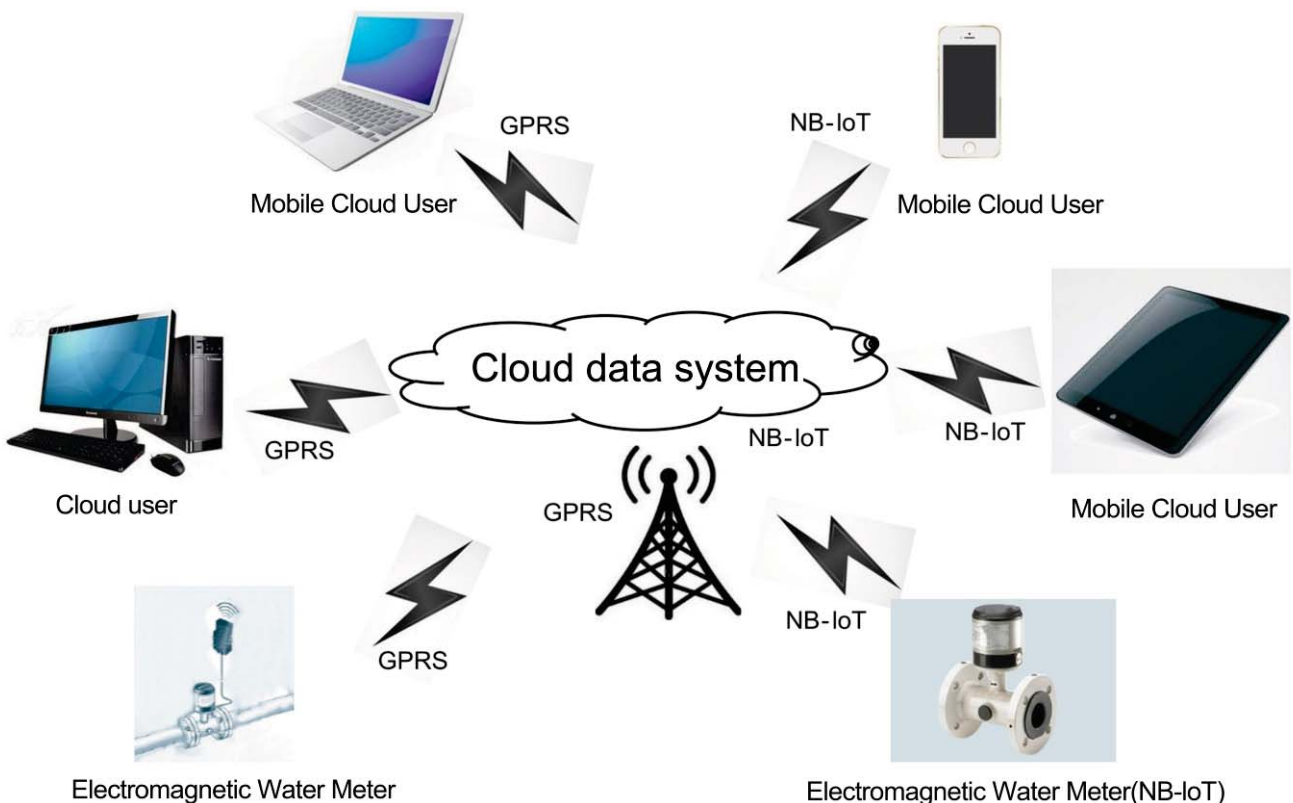 GPRS
NB-IoT
Mobile Cloud User
Mobile Cloud User
Cloud data system
GPRS
NB-IoT
NB-IoT
Cloud user
GPRS
Mobile Cloud User
NB-IoT
GPRS
Electromagnetic Water Meter
Electromagnetic Water Meter(NB-IoT)